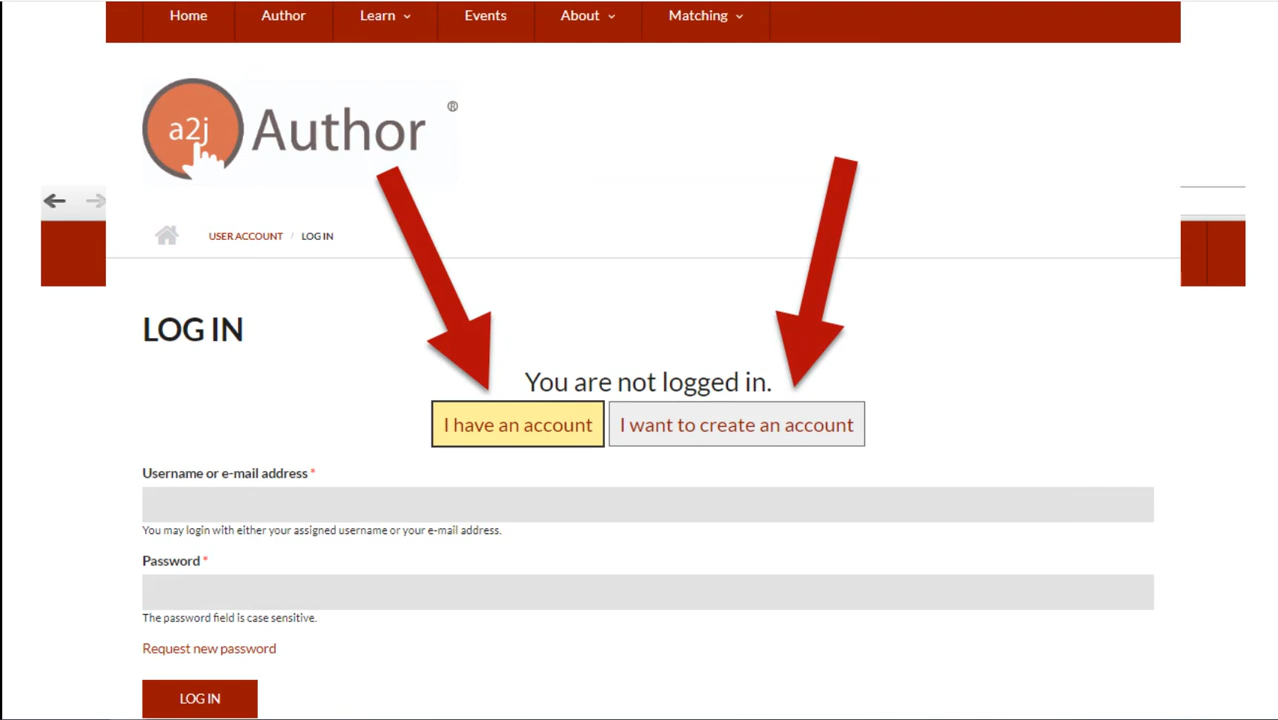 Home Author Learn Events About Matching
a2j Author ®
USER ACCOUNT / LOG IN
LOG IN
You are not logged in.
I have an account I want to create an account
Username or e-mail address *
You may login with either your assigned username or your e-mail address.
Password *
The password field is case sensitive.
Request new password
LOG IN